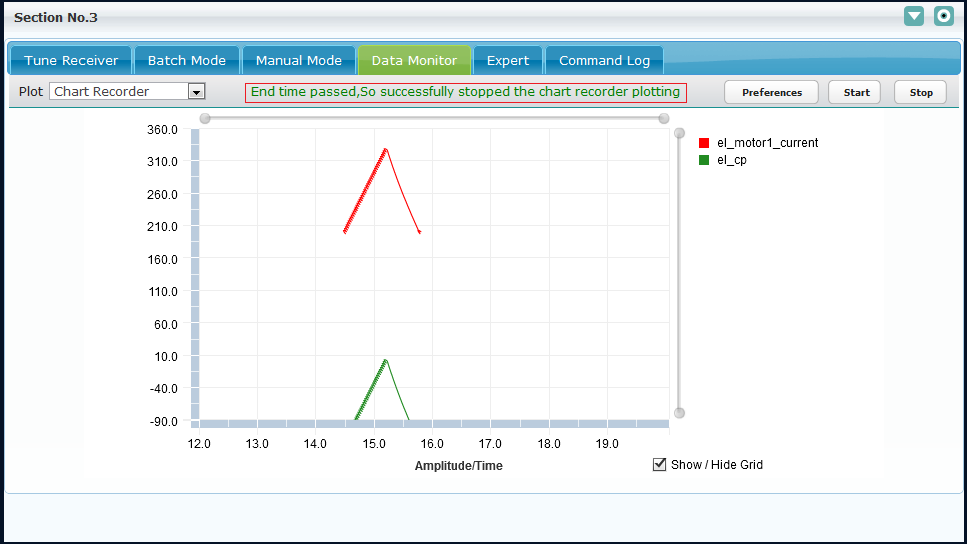 Section No.3
Tune Receiver Batch Mode Manual Mode Data Monitor Expert Command Log
Plot Chart Recorder End time passed,So successfully stopped the chart recorder plotting Preferences Start Stop
360.0
310.0
260.0
210.0
160.0
110.0
60.0
10.0
-40.0
-90.0
el_motor1_current
el_cp
12.0 13.0 14.0 15.0 16.0 17.0 18.0 19.0
Amplitude/Time
Show / Hide Grid